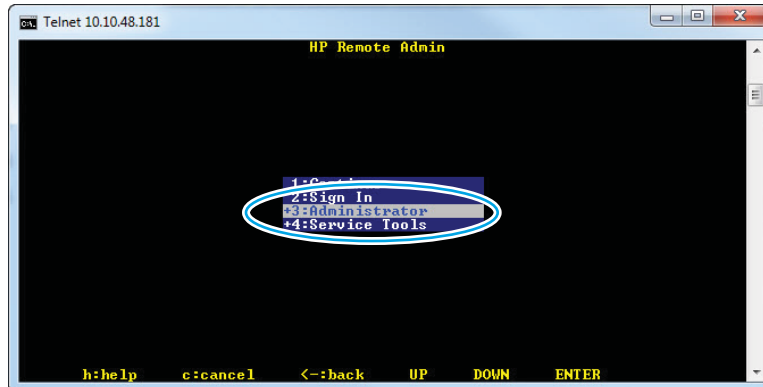 Telnet 10.10.48.181
HP Remote Admin
2:Sign In
+3:Administrator
+4:Service Tools
h:help c:cancel <-:back UP DOWN ENTER